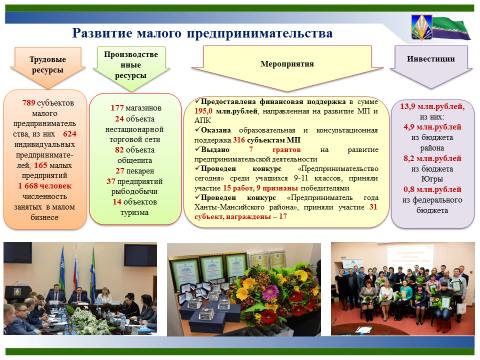 Развитие малого предпринимательства
Трудовые
ресурсы
789 субъектов
малого
предприниматель
ства, из них 624
индивидуальных
предпринимате-
лей, 165 малых
предприятий
1 668 человек
численность
занятых в малом
бизнесе
Производстве
нные
ресурсы
177 магазинов
24 объекта
нестационарной
торговой сети
82 объекта
общепита
27 пекарен
37 предприятий
рыбодобычи
14 объектов
туризма
Мероприятия
✓Предоставлена финансовая поддержка в сумме
195,0 млн.рублей, направленная на развитие МП и
АПК
✓Оказана образовательная и консультационная
поддержка 316 субъектам МП
✓Выдано 7 грантов на развитие
предпринимательской деятельности
✓Проведен конкурс «Предпринимательство
сегодня» среди учашихся 9-11 классов, приняли
участие 15 работ, 9 признаны победителями
✓Проведен конкурс «Предприниматель года
Ханты-Мансийского района», приняли участие 31
субъект, награждены – 17
Инвестиции
13,9 млн.рублей,
из них:
4,9 млн.рублей
из бюджета
района
8,2 млн.рублей
из бюджета
Югры
0,8 млн.рублей
из федерального
бюджета